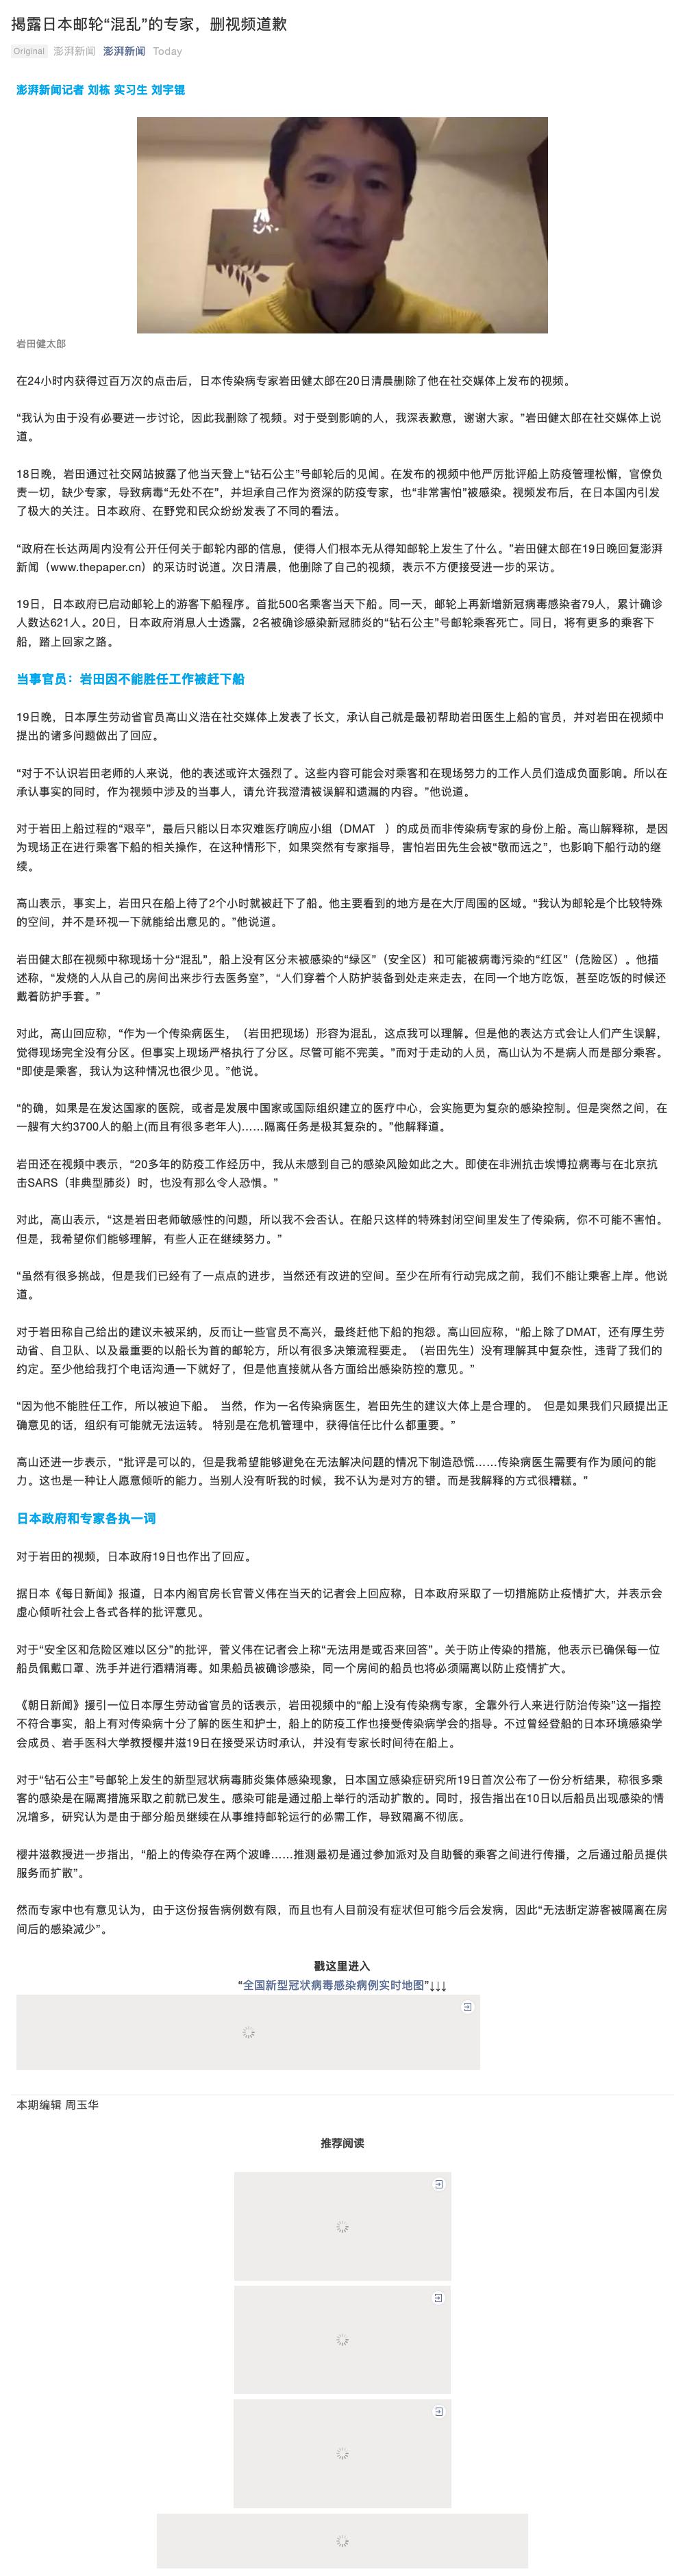 揭露日本邮轮“混乱”的专家，删视频道歉
Original 澎湃新闻 澎湃新闻 Today
澎湃新闻记者 刘栋 实习生 刘宇锟
岩田健太郎
在24小时内获得过百万次的点击后，日本传染病专家岩田健太郎在20日清晨删除了他在社交媒体上发布的视频。
“我认为由于没有必要进一步讨论，因此我删除了视频。对于受到影响的人，我深表歉意，谢谢大家。”岩田健太郎在社交媒体上说
道。
18日晚，岩田通过社交网站披露了他当天登上“钻石公主”号邮轮后的见闻。在发布的视频中他严厉批评船上防疫管理松懈，官僚负
责一切，缺少专家，导致病毒“无处不在”，并坦承自己作为资深的防疫专家，也“非常害怕”被感染。视频发布后，在日本国内引发
了极大的关注。日本政府、在野党和民众纷纷发表了不同的看法。
“政府在长达两周内没有公开任何关于邮轮内部的信息，使得人们根本无从得知邮轮上发生了什么。”岩田健太郎在19日晚回复澎湃
新闻（www.thepaper.cn）的采访时说道。次日清晨，他删除了自己的视频，表示不方便接受进一步的采访。
19日，日本政府已启动邮轮上的游客下船程序。首批500名乘客当天下船。同一天，邮轮上再新增新冠病毒感染者79人，累计确诊
人数达621人。20日，日本政府消息人士透露，2名被确诊感染新冠肺炎的“钻石公主”号邮轮乘客死亡。同日，将有更多的乘客下
船，踏上回家之路。
当事官员：岩田因不能胜任工作被赶下船
19日晚，日本厚生劳动省官员高山义浩在社交媒体上发表了长文，承认自己就是最初帮助岩田医生上船的官员，并对岩田在视频中
提出的诸多问题做出了回应。
“对于不认识岩田老师的人来说，他的表述或许太强烈了。这些内容可能会对乘客和在现场努力的工作人员们造成负面影响。所以在
承认事实的同时，作为视频中涉及的当事人，请允许我澄清被误解和遗漏的内容。”他说道。
对于岩田上船过程的“艰辛”，最后只能以日本灾难医疗响应小组（DMAT ）的成员而非传染病专家的身份上船。高山解释称，是因
为现场正在进行乘客下船的相关操作，在这种情形下，如果突然有专家指导，害怕岩田先生会被“敬而远之”，也影响下船行动的继
续。
高山表示，事实上，岩田只在船上待了2个小时就被赶下了船。他主要看到的地方是在大厅周围的区域。“我认为邮轮是个比较特殊
的空间，并不是环视一下就能给出意见的。”他说道。
岩田健太郎在视频中称现场十分“混乱”，船上没有区分未被感染的“绿区”（安全区）和可能被病毒污染的“红区”（危险区）。他描
述称，“发烧的人从自己的房间出来步行去医务室”，“人们穿着个人防护装备到处走来走去，在同一个地方吃饭，甚至吃饭的时候还
戴着防护手套。”
对此，高山回应称，“作为一个传染病医生，（岩田把现场）形容为混乱，这点我可以理解。但是他的表达方式会让人们产生误解，
觉得现场完全没有分区。但事实上现场严格执行了分区。尽管可能不完美。”而对于走动的人员，高山认为不是病人而是部分乘客。
“即使是乘客，我认为这种情况也很少见。”他说。
“的确，如果是在发达国家的医院，或者是发展中国家或国际组织建立的医疗中心，会实施更为复杂的感染控制。但是突然之间，在
一艘有大约3700人的船上(而且有很多老年人)……隔离任务是极其复杂的。”他解释道。
岩田还在视频中表示，“20多年的防疫工作经历中，我从未感到自己的感染风险如此之大。即使在非洲抗击埃博拉病毒与在北京抗
击SARS（非典型肺炎）时，也没有那么令人恐惧。”
对此，高山表示，“这是岩田老师敏感性的问题，所以我不会否认。在船只这样的特殊封闭空间里发生了传染病，你不可能不害怕。
但是，我希望你们能够理解，有些人正在继续努力。”
“虽然有很多挑战，但是我们已经有了一点点的进步，当然还有改进的空间。至少在所有行动完成之前，我们不能让乘客上岸。他说
道。
对于岩田称自己给出的建议未被采纳，反而让一些官员不高兴，最终赶他下船的抱怨。高山回应称，“船上除了DMAT，还有厚生劳
动省、自卫队、以及最重要的以船长为首的邮轮方，所以有很多决策流程要走。（岩田先生）没有理解其中复杂性，违背了我们的
约定。至少他给我打个电话沟通一下就好了，但是他直接就从各方面给出感染防控的意见。”
“因为他不能胜任工作，所以被迫下船。 当然，作为一名传染病医生，岩田先生的建议大体上是合理的。 但是如果我们只顾提出正
确意见的话，组织有可能就无法运转。 特别是在危机管理中，获得信任比什么都重要。”
高山还进一步表示，“批评是可以的，但是我希望能够避免在无法解决问题的情况下制造恐慌……传染病医生需要有作为顾问的能
力。这也是一种让人愿意倾听的能力。当别人没有听我的时候，我不认为是对方的错。而是我解释的方式很糟糕。”
日本政府和专家各执一词
对于岩田的视频，日本政府19日也作出了回应。
据日本《每日新闻》报道，日本内阁官房长官菅义伟在当天的记者会上回应称，日本政府采取了一切措施防止疫情扩大，并表示会
虚心倾听社会上各式各样的批评意见。
对于“安全区和危险区难以区分”的批评，菅义伟在记者会上称“无法用是或否来回答”。关于防止传染的措施，他表示已确保每一位
船员佩戴口罩、洗手并进行酒精消毒。如果船员被确诊感染，同一个房间的船员也将必须隔离以防止疫情扩大。
《朝日新闻》援引一位日本厚生劳动省官员的话表示，岩田视频中的“船上没有传染病专家，全靠外行人来进行防治传染”这一指控
不符合事实，船上有对传染病十分了解的医生和护士，船上的防疫工作也接受传染病学会的指导。不过曾经登船的日本环境感染学
会成员、岩手医科大学教授樱井滋19日在接受采访时承认，并没有专家长时间待在船上。
对于“钻石公主”号邮轮上发生的新型冠状病毒肺炎集体感染现象，日本国立感染症研究所19日首次公布了一份分析结果，称很多乘
客的感染是在隔离措施采取之前就已发生。感染可能是通过船上举行的活动扩散的。同时，报告指出在10日以后船员出现感染的情
况增多，研究认为是由于部分船员继续在从事维持邮轮运行的必需工作，导致隔离不彻底。
樱井滋教授进一步指出，“船上的传染存在两个波峰……推测最初是通过参加派对及自助餐的乘客之间进行传播，之后通过船员提供
服务而扩散”。
然而专家中也有意见认为，由于这份报告病例数有限，而且也有人目前没有症状但可能今后会发病，因此“无法断定游客被隔离在房
间后的感染减少”。
戳这里进入
“全国新型冠状病毒感染病例实时地图”↓↓↓
本期编辑 周玉华
推荐阅读